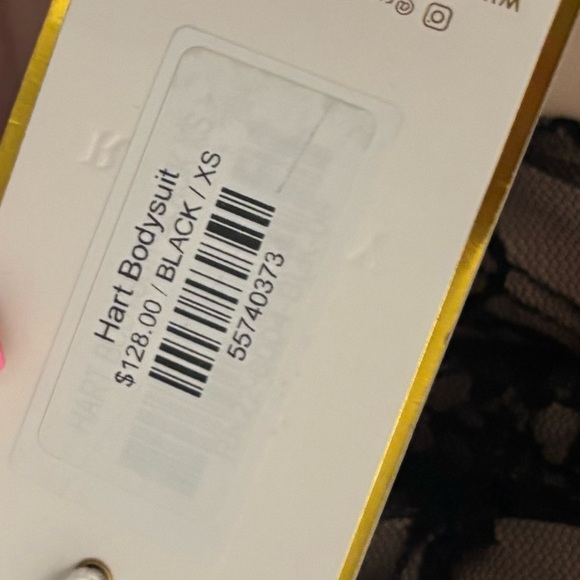 Hart Bodysuit
$128.00 / BLACK / XS
55740373